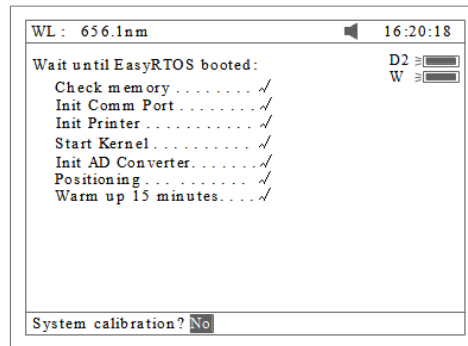 WL: 656.1nm 16:20:18
Wait until EasyRTOS booted: D2
W
Check memory . . . . . . . . √
Init Comm Port . . . . . . . √
Init Printer . . . . . . . . . . . √
Start Kernel . . . . . . . . . . √
Init AD Converter. . . . . . . √
Positioning . . . . . . . . . . . √
Warm up 15 minutes. . . . √
System calibration? No